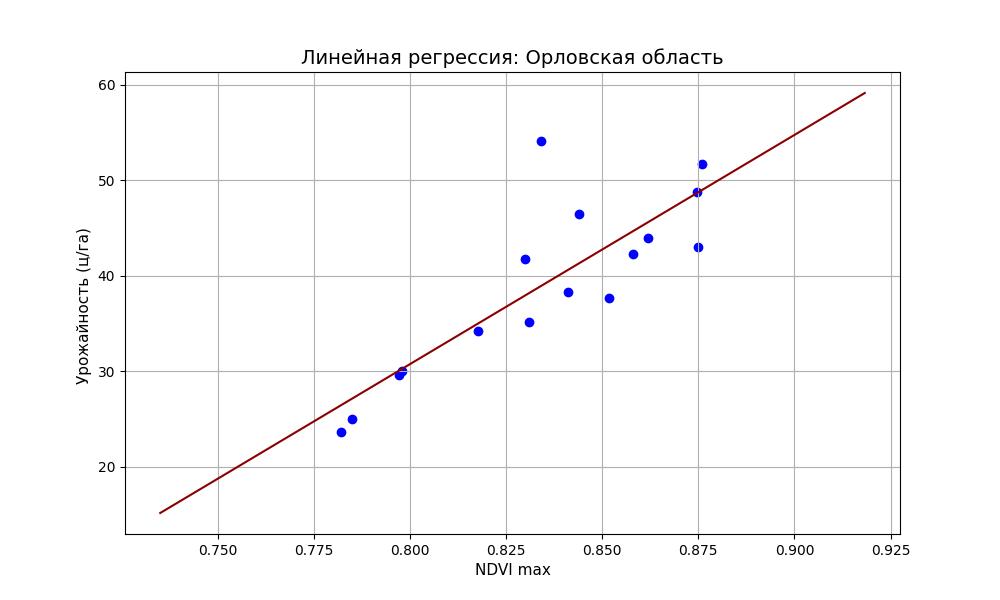 Линейная регрессия: Орловская область
Урожайность (ц/га)
60
50
40
30
20
0.750 0.775 0.800 0.825 0.850 0.875 0.900 0.925
NDVI max